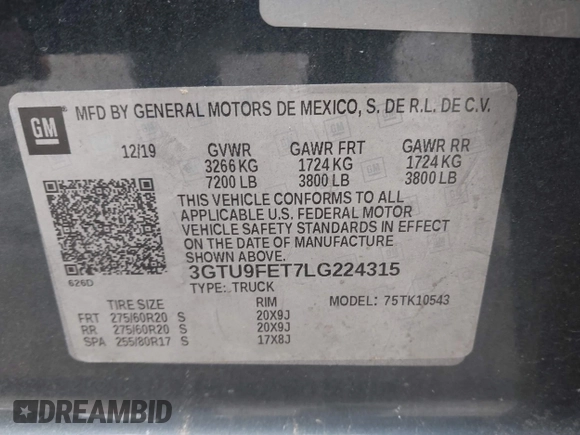 GM
MFD BY GENERAL MOTORS DE MEXICO, S. DE R.L. DE C.V.
12/19 GVWR GAWR FRT GAWR RR
3266 KG 1724 KG 1724 KG
7200 LB 3800 LB 3800 LB
THIS VEHICLE CONFORMS TO ALL
APPLICABLE U.S. FEDERAL MOTOR
VEHICLE SAFETY STANDARDS IN EFFECT
ON THE DATE OF MANUFACTURE
SHOWN ABOVE.
3GTU9FET7LG224315
626D
TYPE: TRUCK
TIRE SIZE RIM MODEL: 75TK10543
FRT 275/60R20 S 20X9J
RR 275/60R20 S 20X9J
SPA 255/80R17 S 17X8J
DREAMBID